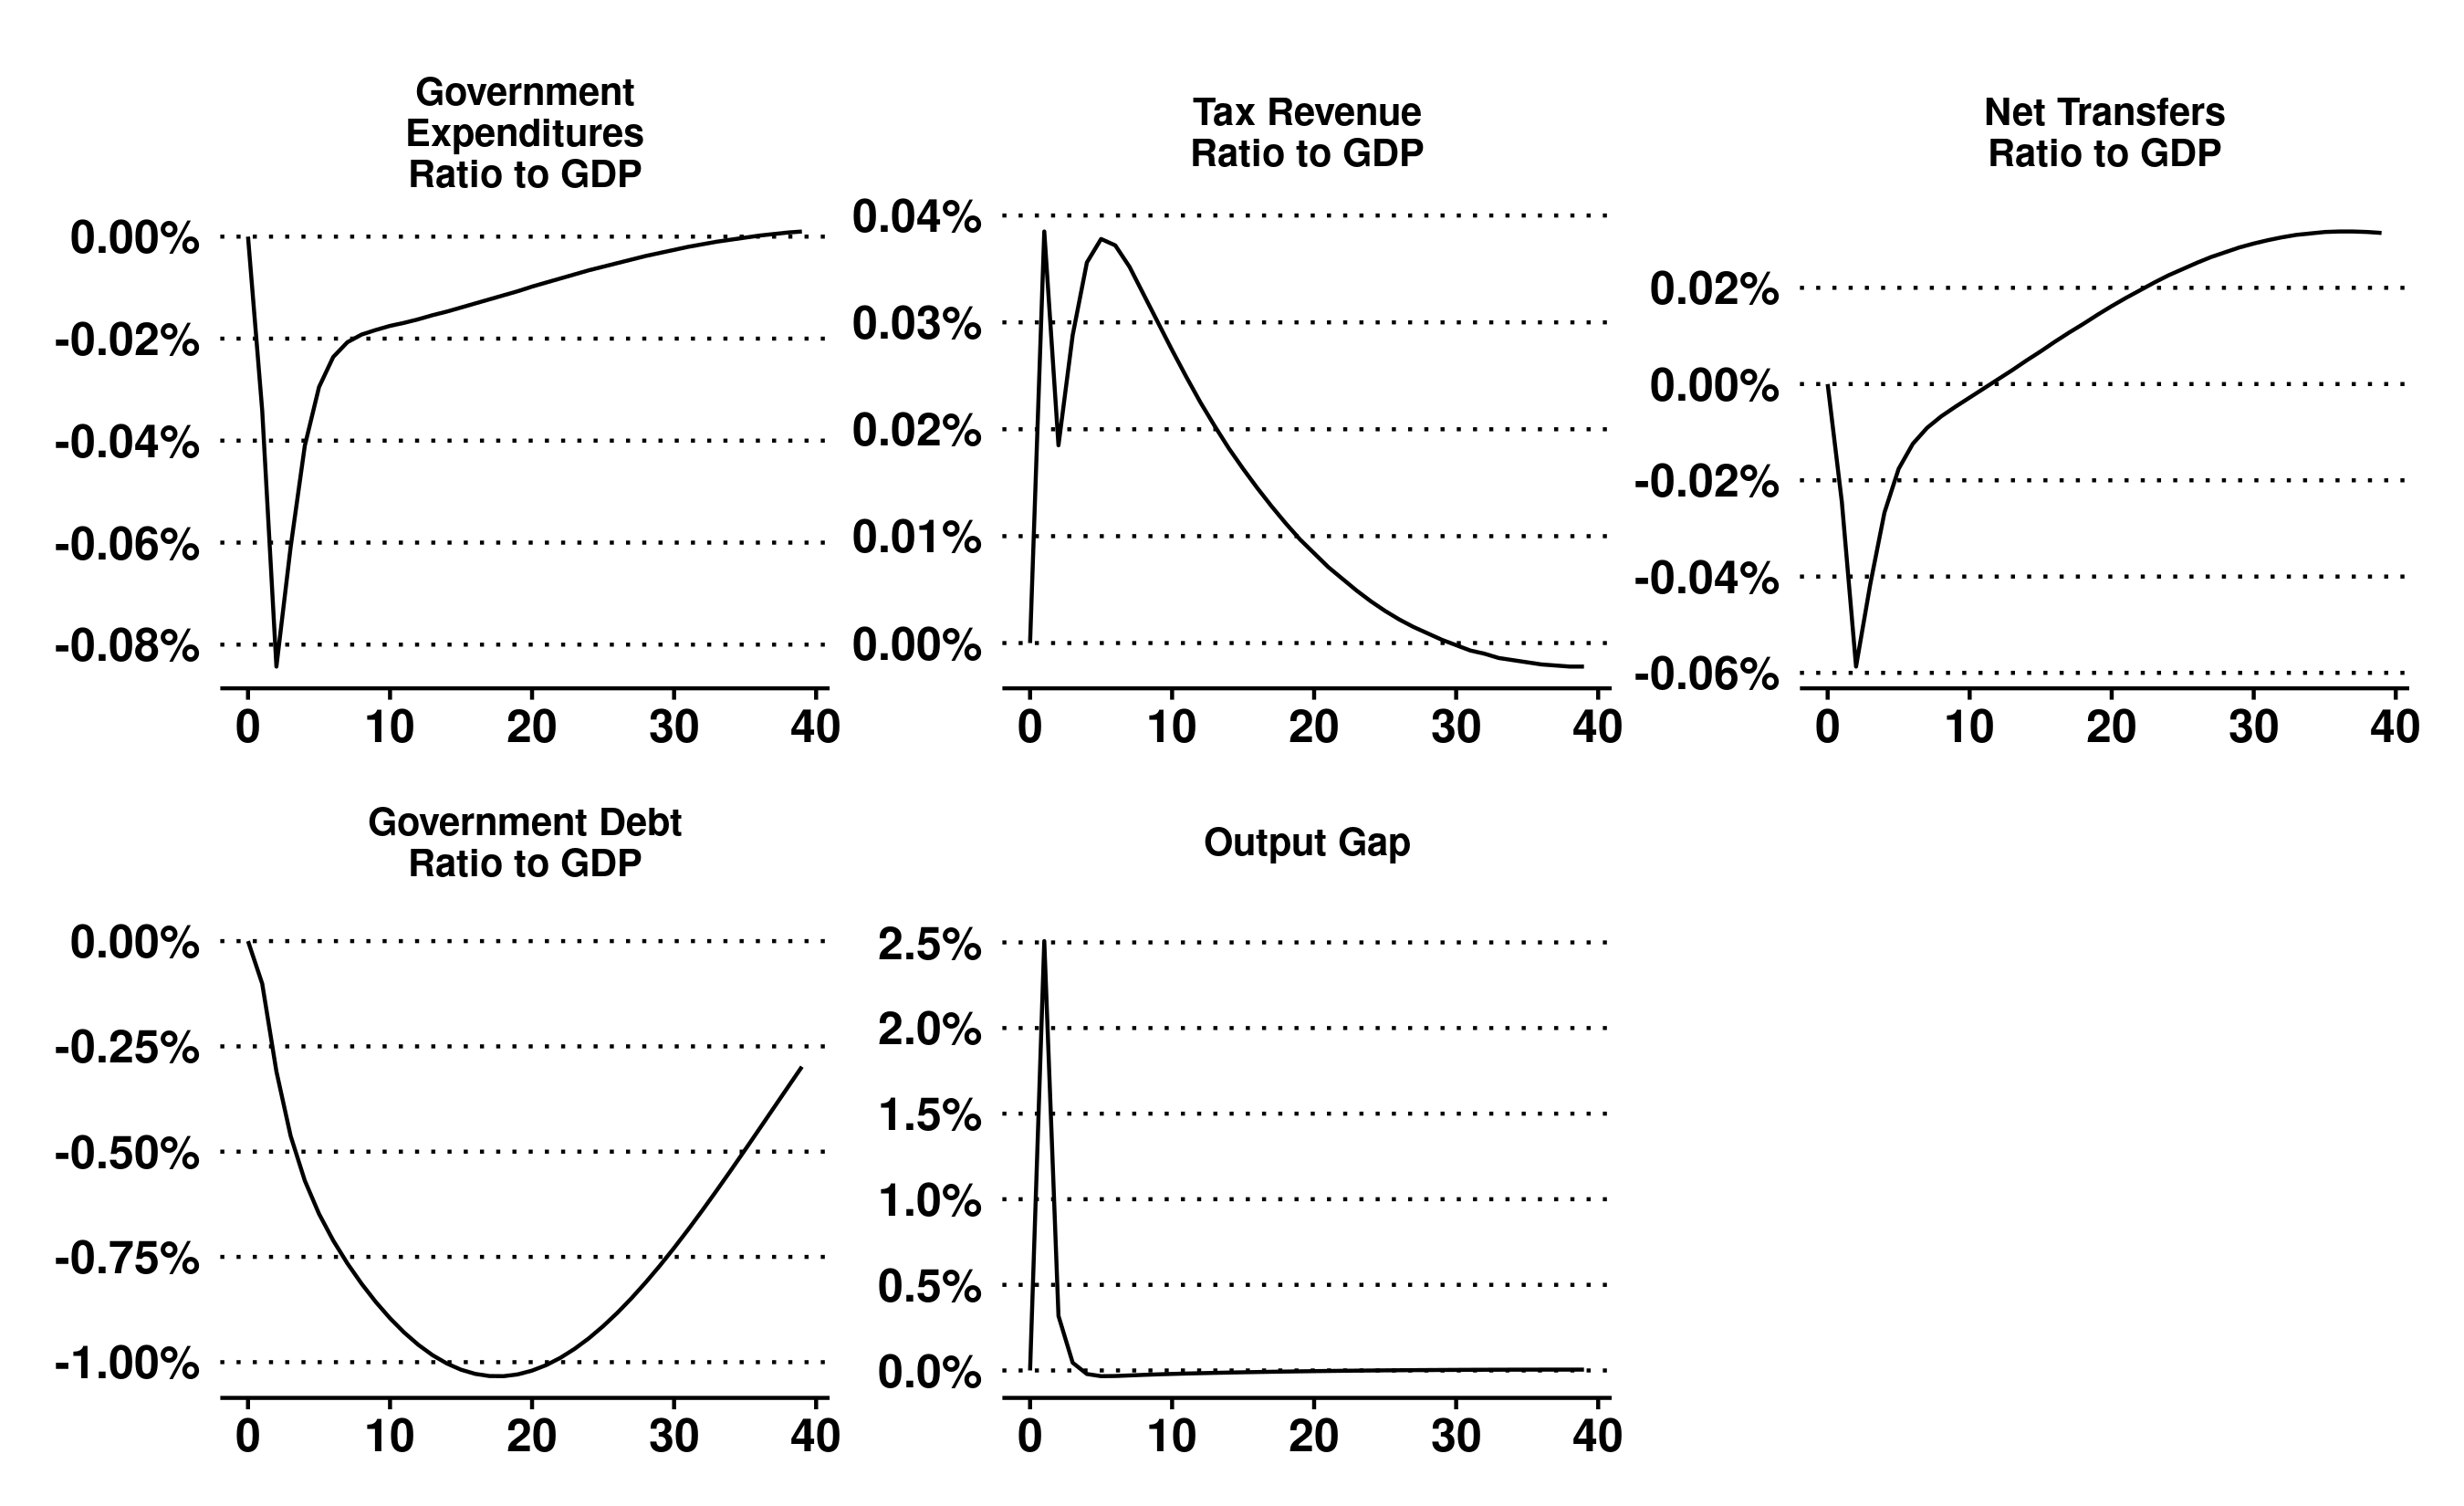 Government
Expenditures
Ratio to GDP
0.00%
-0.02%
-0.04%
-0.06%
-0.08%
0 10 20 30 40
Tax Revenue
Ratio to GDP
0.04%
0.03%
0.02%
0.01%
0.00%
0 10 20 30 40
Net Transfers
Ratio to GDP
0.02%
0.00%
-0.02%
-0.04%
-0.06%
0 10 20 30 40
Government Debt
Ratio to GDP
0.00%
-0.25%
-0.50%
-0.75%
-1.00%
0 10 20 30 40
Output Gap
2.5%
2.0%
1.5%
1.0%
0.5%
0.0%
0 10 20 30 40